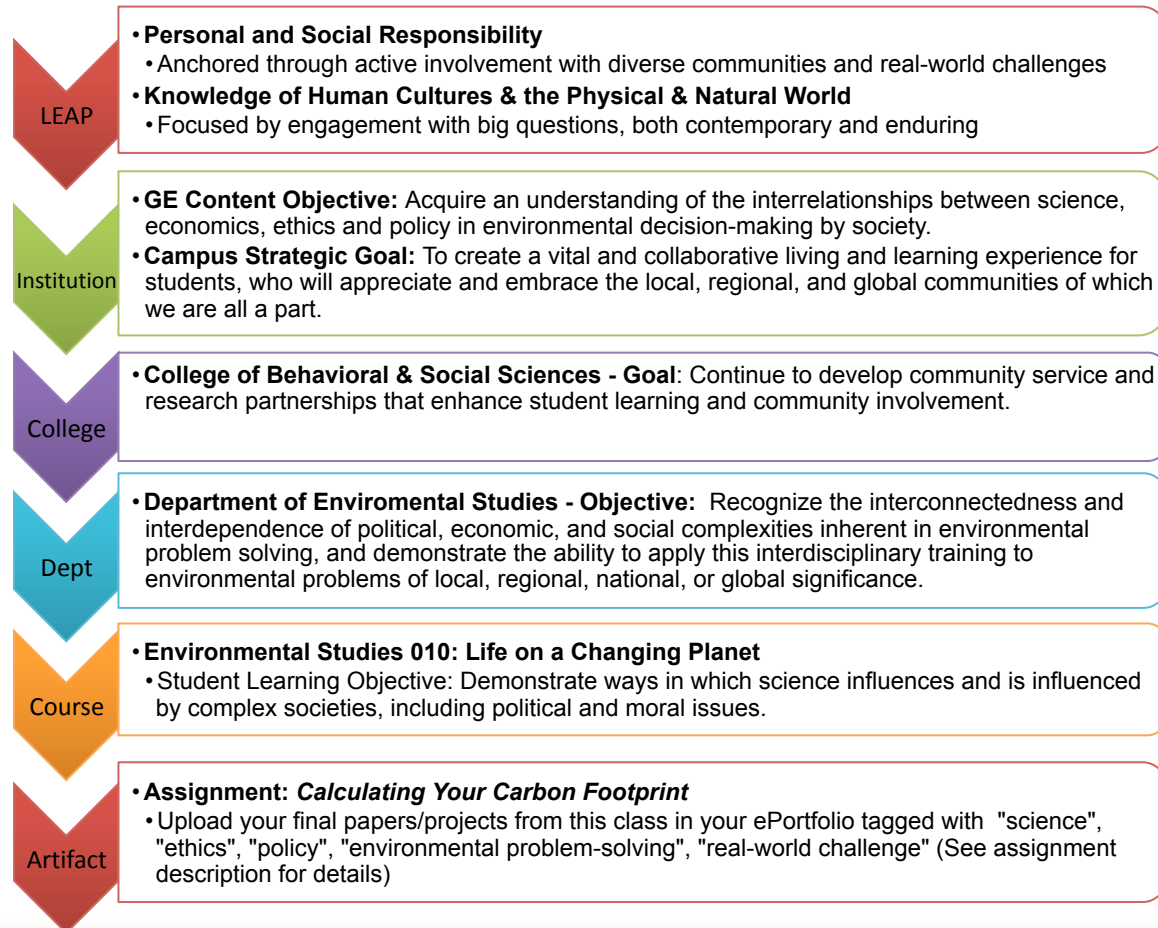 LEAP
• Personal and Social Responsibility
• Anchored through active involvement with diverse communities and real-world challenges
• Knowledge of Human Cultures & the Physical & Natural World
• Focused by engagement with big questions, both contemporary and enduring
Institution
• GE Content Objective: Acquire an understanding of the interrelationships between science,
economics, ethics and policy in environmental decision-making by society.
• Campus Strategic Goal: To create a vital and collaborative living and learning experience for
students, who will appreciate and embrace the local, regional, and global communities of which
we are all a part.
College
• College of Behavioral & Social Sciences - Goal: Continue to develop community service and
research partnerships that enhance student learning and community involvement.
Dept
• Department of Enviromental Studies - Objective: Recognize the interconnectedness and
interdependence of political, economic, and social complexities inherent in environmental
problem solving, and demonstrate the ability to apply this interdisciplinary training to
environmental problems of local, regional, national, or global significance.
Course
• Environmental Studies 010: Life on a Changing Planet
• Student Learning Objective: Demonstrate ways in which science influences and is influenced
by complex societies, including political and moral issues.
Artifact
• Assignment: Calculating Your Carbon Footprint
• Upload your final papers/projects from this class in your ePortfolio tagged with "science",
"ethics", "policy", "environmental problem-solving", "real-world challenge" (See assignment
description for details)